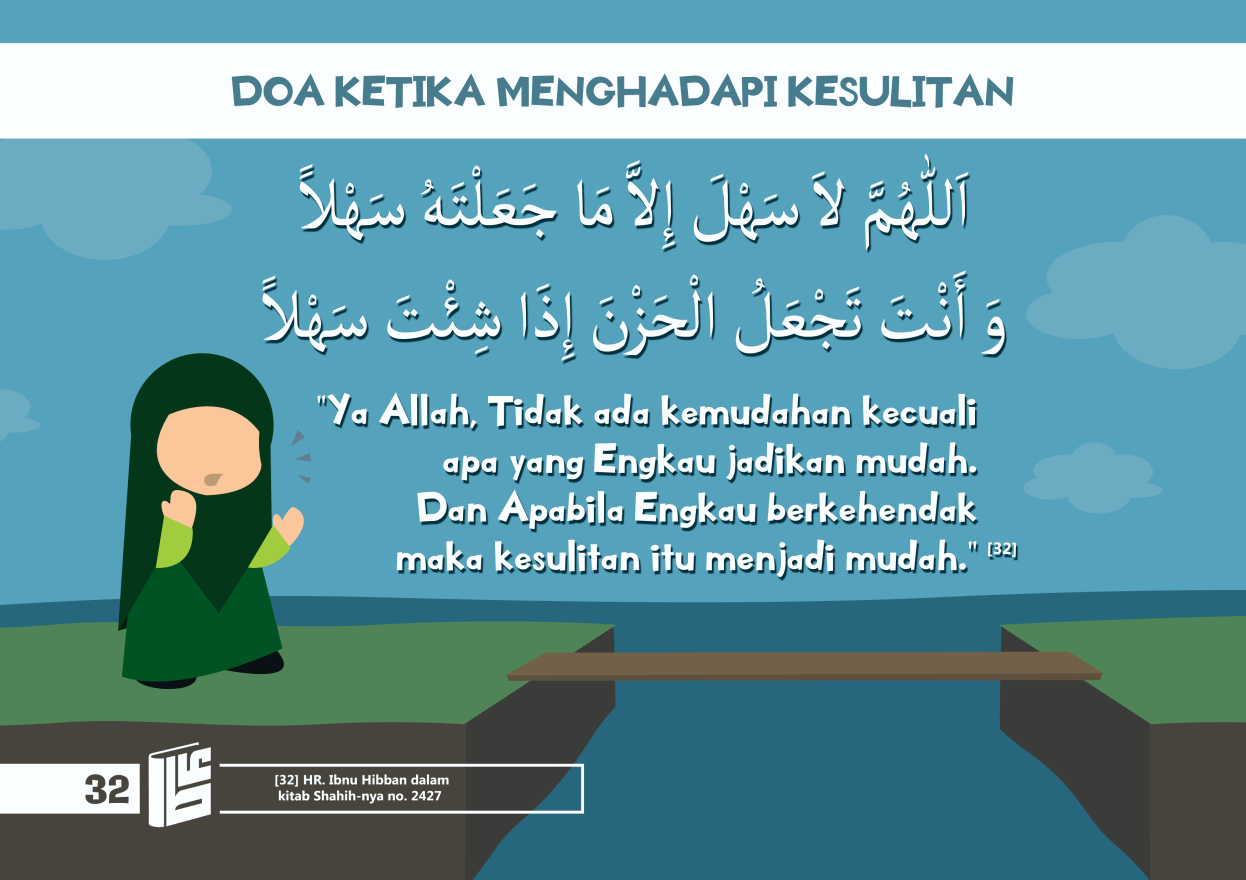 DOA KETIKA MENGHADAPI KESULITAN
اَللّٰهُمَّ لاَ سَهْلَ إِلاَّ مَا جَعَلْتَهُ سَهْلاً
وَ أَنْتَ تَجْعَلُ الْحَزْنَ إِذَا شِئْتَ سَهْلاً
"Ya Allah, Tidak ada kemudahan kecuali
apa yang Engkau jadikan mudah.
Dan Apabila Engkau berkehendak
maka kesulitan itu menjadi mudah." [32]
32
[32] HR. Ibnu Hibban dalam
kitab Shahih-nya no. 2427